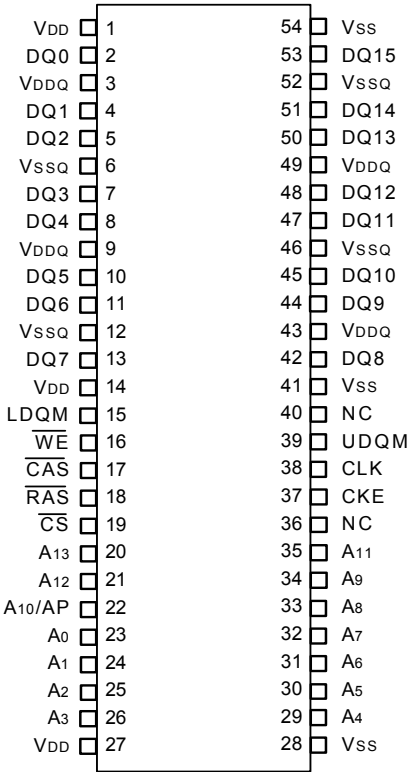 VDD 1 54 VSS
DQ0 2 53 DQ15
VDDQ 3 52 VSSQ
DQ1 4 51 DQ14
DQ2 5 50 DQ13
VSSQ 6 49 VDDQ
DQ3 7 48 DQ12
DQ4 8 47 DQ11
VDDQ 9 46 VSSQ
DQ5 10 45 DQ10
DQ6 11 44 DQ9
VSSQ 12 43 VDDQ
DQ7 13 42 DQ8
VDD 14 41 VSS
LDQM 15 40 NC
WE 16 39 UDQM
CAS 17 38 CLK
RAS 18 37 CKE
CS 19 36 NC
A13 20 35 A11
A12 21 34 A9
A10/AP 22 33 A8
A0 23 32 A7
A1 24 31 A6
A2 25 30 A5
A3 26 29 A4
VDD 27 28 VSS